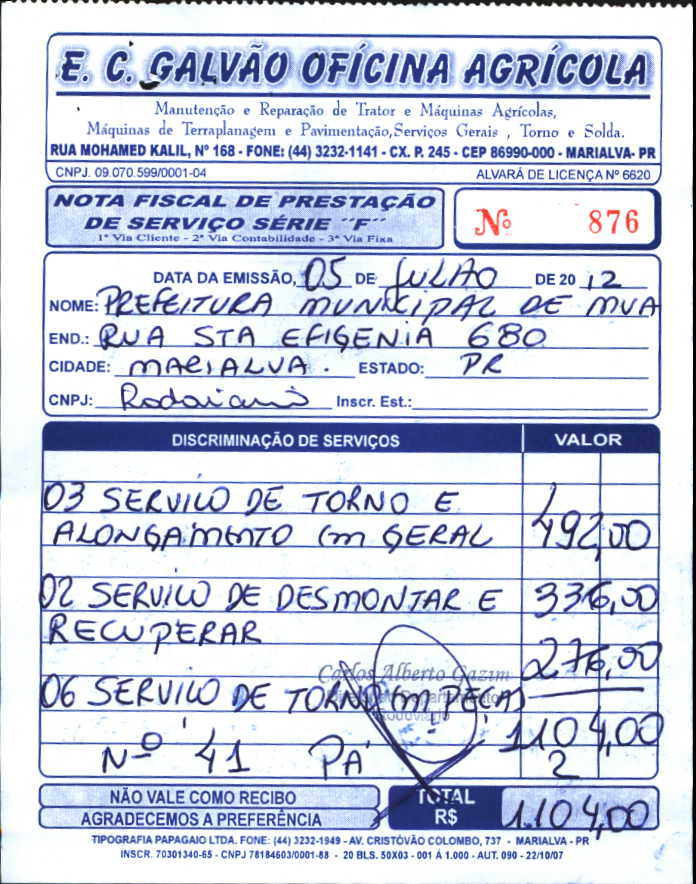 E. C. GALVÃO OFÍCINA AGRÍCOLA
Manutenção e Reparação de Trator e Máquinas Agrícolas,
Máquinas de Terraplanagem e Pavimentação,Serviços Gerais , Torno e Solda.
RUA MOHAMED KALIL, Nº 168 - FONE: (44) 3232-1141 - CX. P. 245 - CEP 86990-000 - MARIALVA- PR
CNPJ. 09.070.599/0001-04 ALVARÁ DE LICENÇA Nº 6620
NOTA FISCAL DE PRESTAÇÃO
DE SERVIÇO SÉRIE ´´F´´
1ª Via Cliente - 2ª Via Contabilidade - 3ª Via Fixa
Nº 876
DATA DA EMISSÃO, 05 DE JULHO DE 20 12
NOME: PREFEITURA MUNICIPAL DE MVA
END.: RUA STA EFIGENIA 680
CIDADE: MARIALVA. ESTADO: PR
CNPJ: Inscr. Est.:
DISCRIMINAÇÃO DE SERVIÇOS VALOR
03 SERVIÇO DE TORNO E
ALONGAMENTO Em GERAL 492,00
02 SERVIÇO DE DESMONTAR E 336,00
RECUPERAR
276,00
Carlos Alberto Gazim
06 SERVIÇO DE TORNO Em PEÇAS
Rodoviário
1104,00
Nº 41 PÁ 2
NÃO VALE COMO RECIBO
AGRADECEMOS A PREFERÊNCIA
TOTAL R$ 1.104,00
TIPOGRAFIA PAPAGAIO LTDA. FONE: (44) 3232-1949 - AV. CRISTÓVÃO COLOMBO, 737 - MARIALVA - PR
INSCR. 70301340-65 - CNPJ 78184603/0001-88 - 20 BLS. 50X03 - 001 Á 1.000 - AUT. 090 - 22/10/07